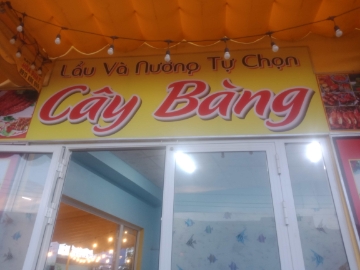 Lẩu Và Nướng Tự Chọn
Cây Bàng